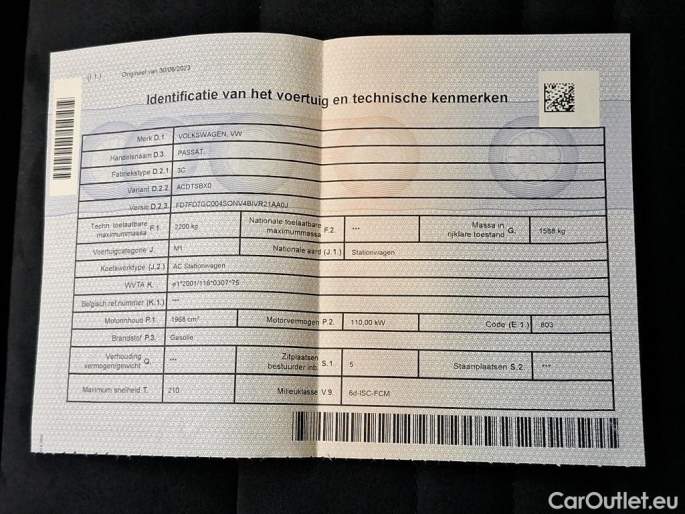 (I.1.) Origineel van 30/06/2023
Identificatie van het voertuig en technische kenmerken
Merk D.1. VOLKSWAGEN, VW
Handelsnaam D.3. PASSAT,
Fabriekstype D.2.1 3C
Variant D.2.2. ACDTSBX0
Versie D.2.3.
Techn. toelaatbare maximummassa F.1. 2200 kg Nationale toelaatbare maximummassa F.2. *** Massa in rijklare toestand G. 1588 kg
Voertuigcategorie J. M1 Nationale aard (J.1.) Stationwagen
Koetswerktype (J.2.) AC Stationwagen
WVTA K. e1*2001/116*0307*75
Belgisch ref.nummer (K.1.) ***
Motorinhoud P.1. 1968 cm³ Motorvermogen P.2. 110,00 kW Code (E.1.) 803
Brandstof P.3. Gasolie
Verhouding vermogen/gewicht Q. *** Zitplaatsen bestuurder inb. S.1. 5 Staanplaatsen S.2. ***
Maximum snelheid T. 210 Milieuklasse V.9. 6d-ISC-FCM
CarOutlet.eu